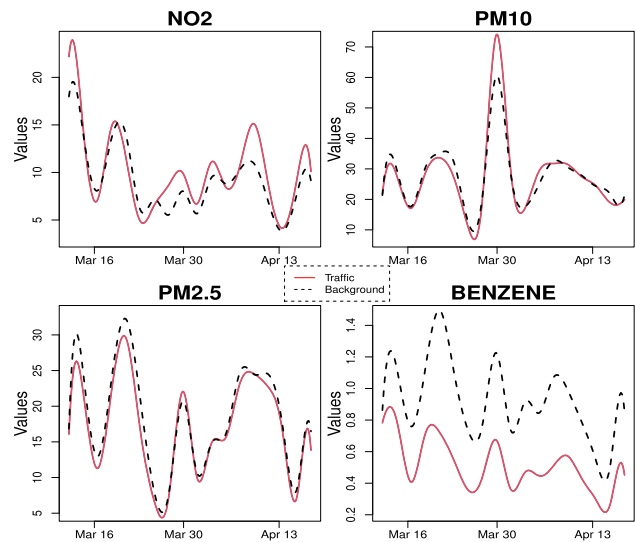 NO2
PM10
Values
20
15
10
5
Mar 16
Mar 30
Apr 13
Values
70
60
50
40
30
20
10
Mar 16
Mar 30
Apr 13
Traffic
Background
PM2.5
BENZENE
Values
30
25
20
15
10
5
Mar 16
Mar 30
Apr 13
Values
1.4
1.2
1.0
0.8
0.6
0.4
0.2
Mar 16
Mar 30
Apr 13